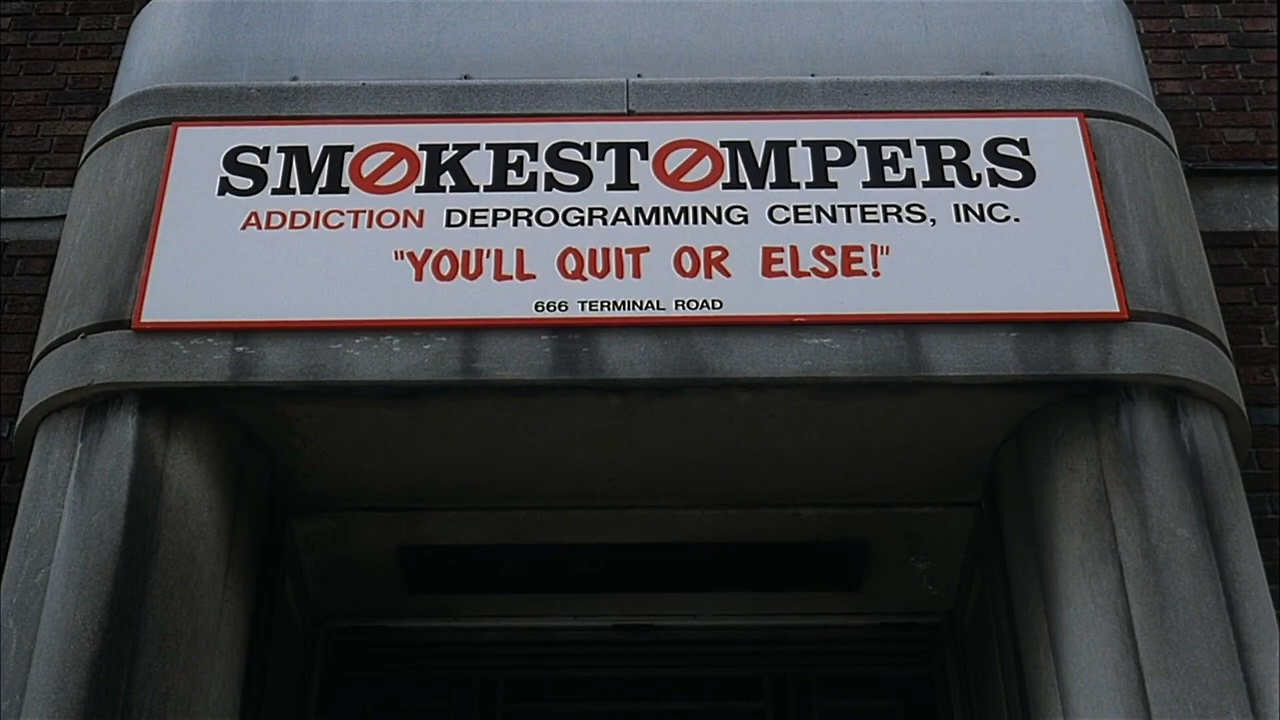 SMOKESTOMPERS
ADDICTION DEPROGRAMMING CENTERS, INC.
"YOU'LL QUIT OR ELSE!"
666 TERMINAL ROAD